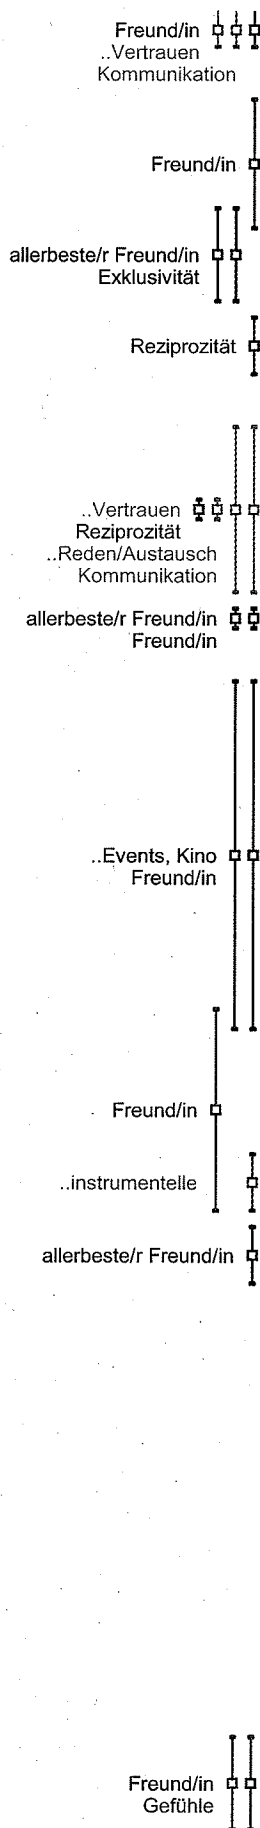 Freund/in
..Vertrauen
Kommunikation
Freund/in
allerbeste/r Freund/in
Exklusivität
Reziprozität
..Vertrauen
Reziprozität
..Reden/Austausch
Kommunikation
allerbeste/r Freund/in
Freund/in
..Events, Kino
Freund/in
Freund/in
..instrumentelle
allerbeste/r Freund/in
Freund/in
Gefühle